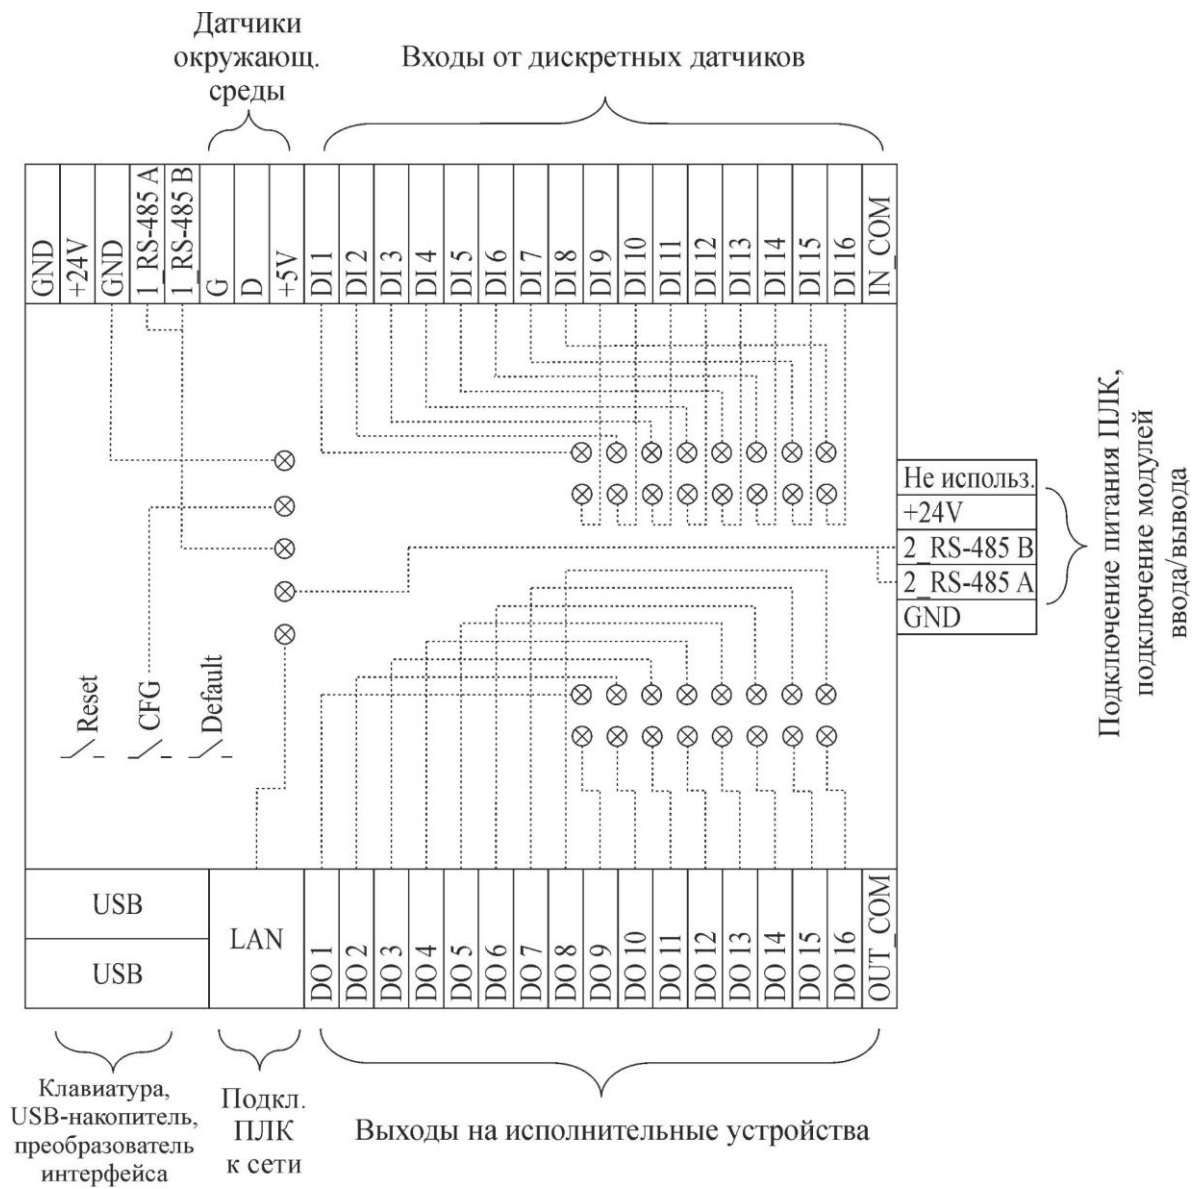 Датчики
окружающ.
среды
Входы от дискретных датчиков
GND
+24V
GND
1_RS-485 A
1_RS-485 B
G
D
+5V
DI 1
DI 2
DI 3
DI 4
DI 5
DI 6
DI 7
DI 8
DI 9
DI 10
DI 11
DI 12
DI 13
DI 14
DI 15
DI 16
IN_COM
Не использ.
+24V
2_RS-485 B
2_RS-485 A
GND
Подключение питания ПЛК,
подключение модулей
ввода/вывода
Reset
CFG
Default
USB
USB
LAN
DO 1
DO 2
DO 3
DO 4
DO 5
DO 6
DO 7
DO 8
DO 9
DO 10
DO 11
DO 12
DO 13
DO 14
DO 15
DO 16
OUT_COM
Клавиатура,
USB-накопитель,
преобразователь
интерфейса
Подкл.
ПЛК
к сети
Выходы на исполнительные устройства